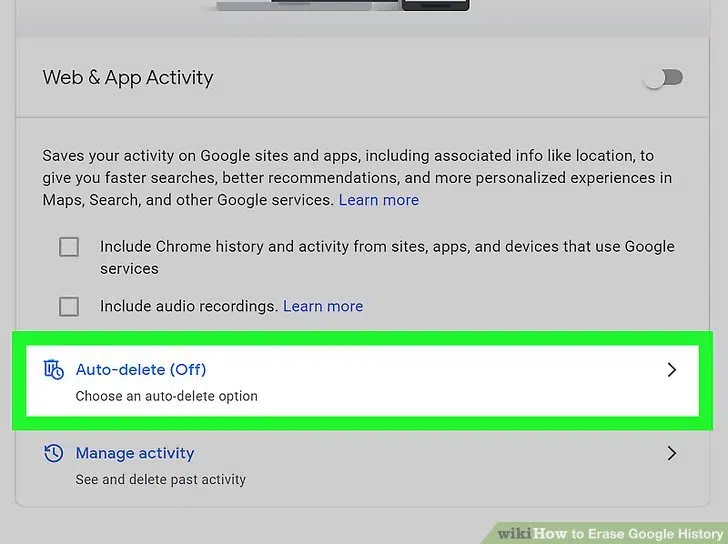 Web & App Activity
Saves your activity on Google sites and apps, including associated info like location, to
give you faster searches, better recommendations, and more personalized experiences in
Maps, Search, and other Google services. Learn more
Include Chrome history and activity from sites, apps, and devices that use Google
services
Include audio recordings. Learn more
Auto-delete (Off)
Choose an auto-delete option
Manage activity
See and delete past activity
wikiHow to Erase Google History